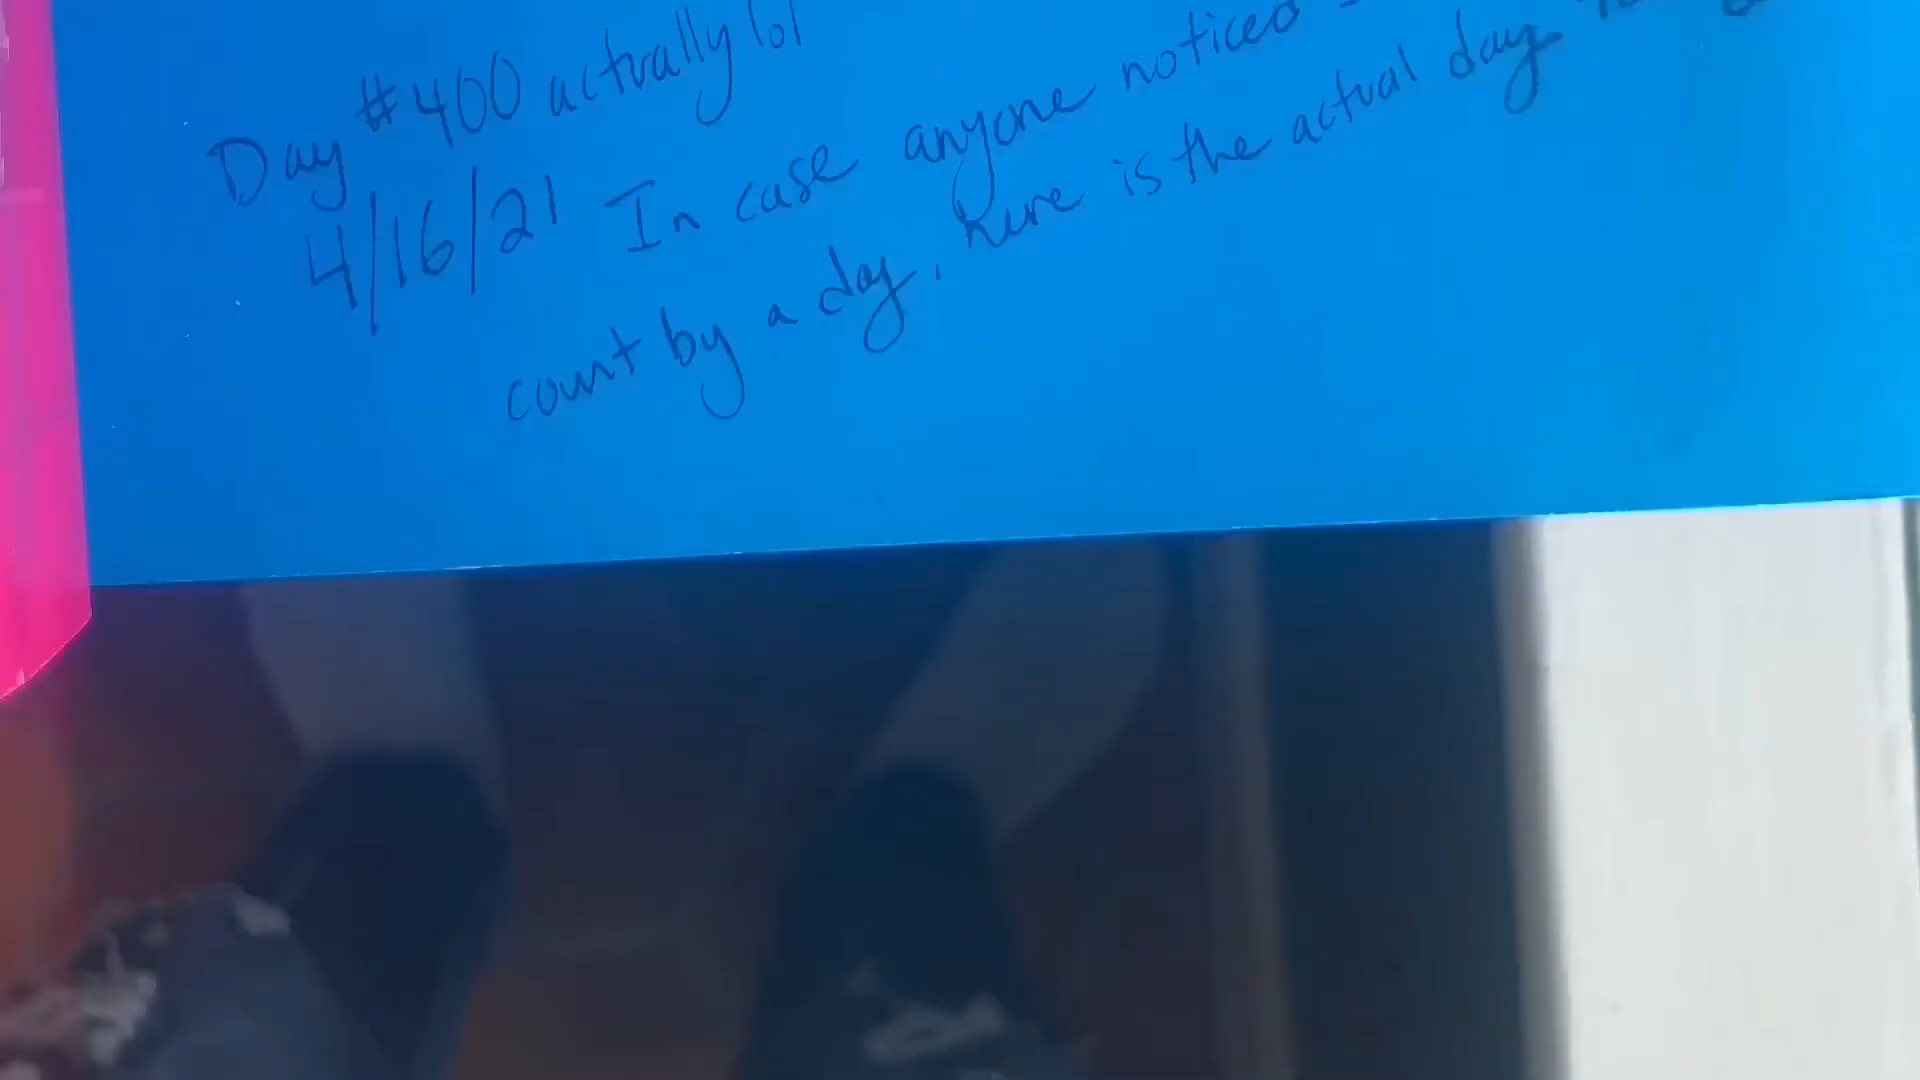 Day #400 actually lol
4/16/21 In case anyone noticed
count by a day, here is the actual day